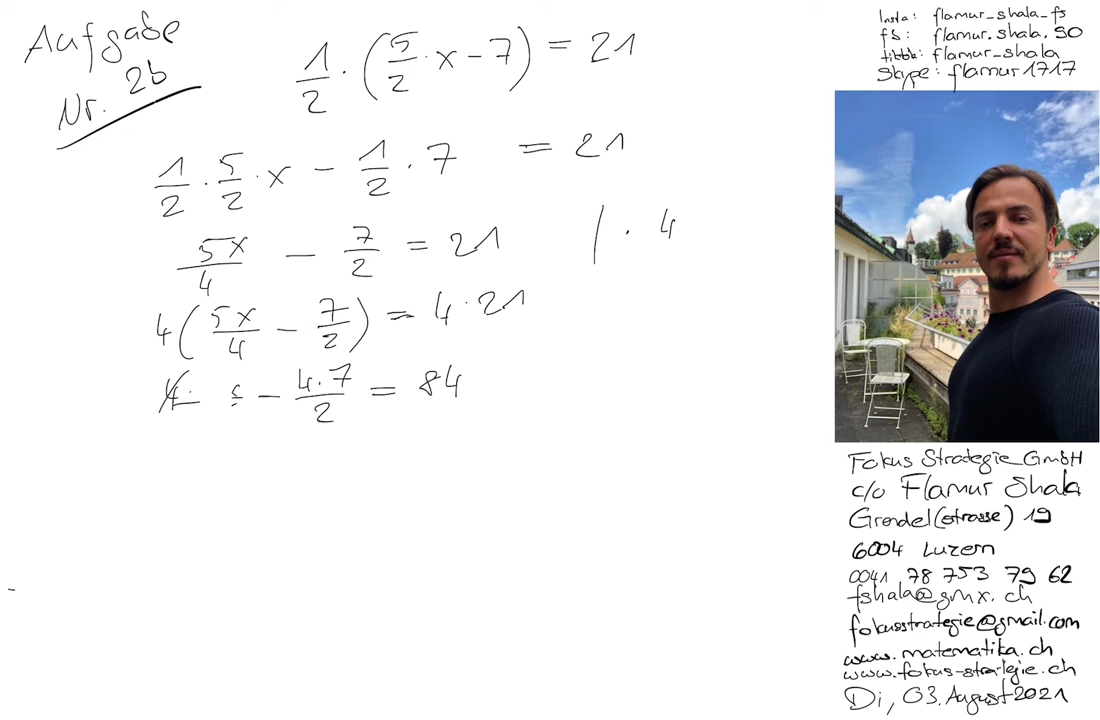 Aufgabe
Nr. 2b
1/2 · (5/2 · x − 7) = 21
1/2 · 5/2 · x − 1/2 · 7 = 21
5x/4 − 7/2 = 21 | · 4
4(5x/4 − 7/2) = 4 · 21
− 4·7/2 = 84
Insta: flamur_shala_fs
fb: flamur.shala.90
tiktok: flamur_shala
Skype: flamur1717
Fokus Strategie GmbH
c/o Flamur Shala
Grendel(strasse) 19
6004 Luzern
0041 78 753 79 62
fshala@gmx.ch
fokusstrategie@gmail.com
www.matematika.ch
www.fokus-strategie.ch
Di, 03. August 2021